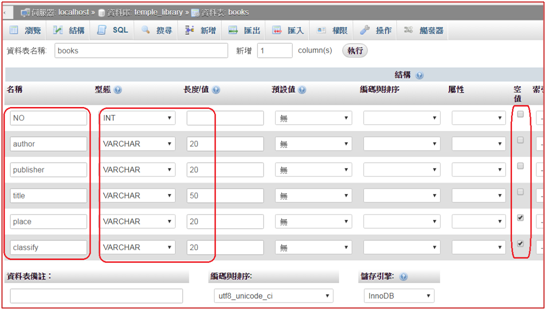 伺服器: localhost » 資料庫: temple_library » 資料表: books
瀏覽 結構 SQL 搜尋 新增 匯出 匯入 權限 操作 觸發器
資料表名稱: books 新增 1 column(s) 執行
結構
名稱 型態 長度/值 預設值 編碼與排序 屬性 空值
NO INT 無
author VARCHAR 20 無
publisher VARCHAR 20 無
title VARCHAR 50 無
place VARCHAR 20 無
classify VARCHAR 20 無
資料表備註： 編碼與排序: 儲存引擎:
utf8_unicode_ci InnoDB